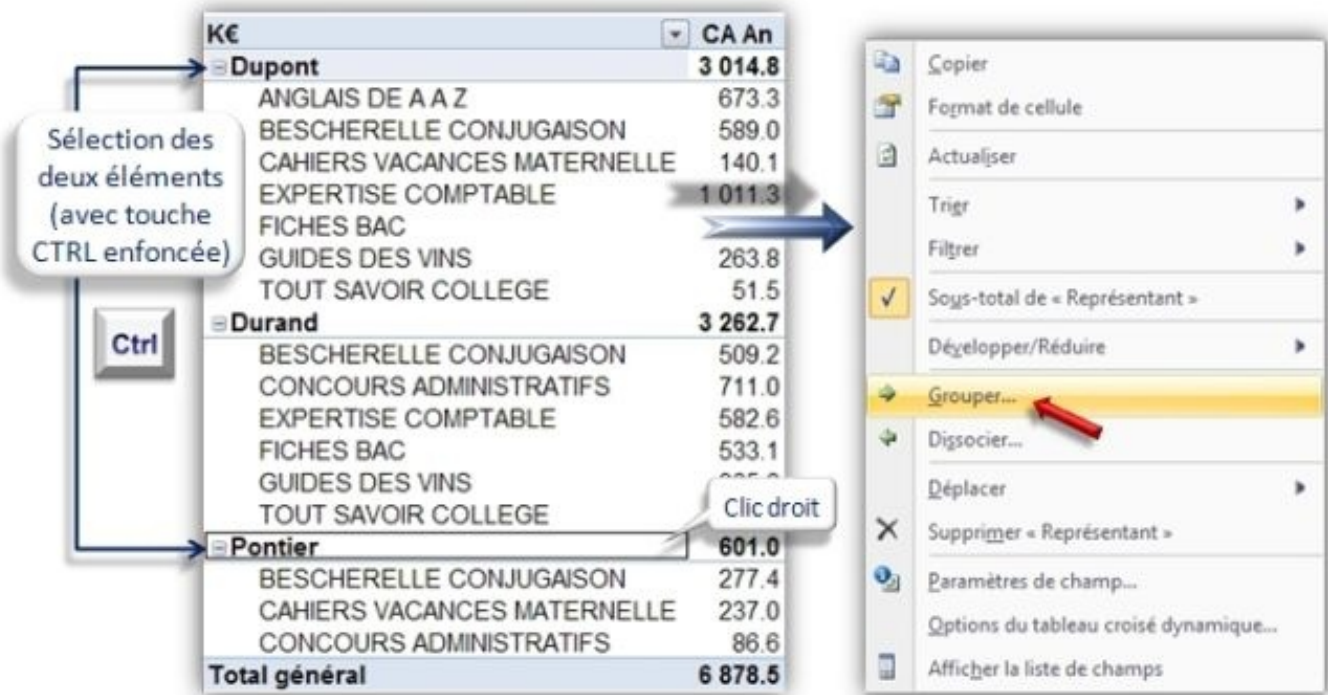 K€ CA An
Dupont 3 014.8
ANGLAIS DE A A Z 673.3
BESCHERELLE CONJUGAISON 589.0
CAHIERS VACANCES MATERNELLE 140.1
EXPERTISE COMPTABLE 1 011.3
FICHES BAC
GUIDES DES VINS 263.8
TOUT SAVOIR COLLEGE 51.5
Durand 3 262.7
BESCHERELLE CONJUGAISON 509.2
CONCOURS ADMINISTRATIFS 711.0
EXPERTISE COMPTABLE 582.6
FICHES BAC 533.1
GUIDES DES VINS
TOUT SAVOIR COLLEGE
Pontier 601.0
BESCHERELLE CONJUGAISON 277.4
CAHIERS VACANCES MATERNELLE 237.0
CONCOURS ADMINISTRATIFS 86.6
Total général 6 878.5
Sélection des
deux éléments
(avec touche
CTRL enfoncée)
Ctrl
Clic droit
Copier
Format de cellule
Actualiser
Trier
Filtrer
Sous-total de « Représentant »
Développer/Réduire
Grouper...
Dissocier...
Déplacer
Supprimer « Représentant »
Paramètres de champ...
Options du tableau croisé dynamique...
Afficher la liste de champs